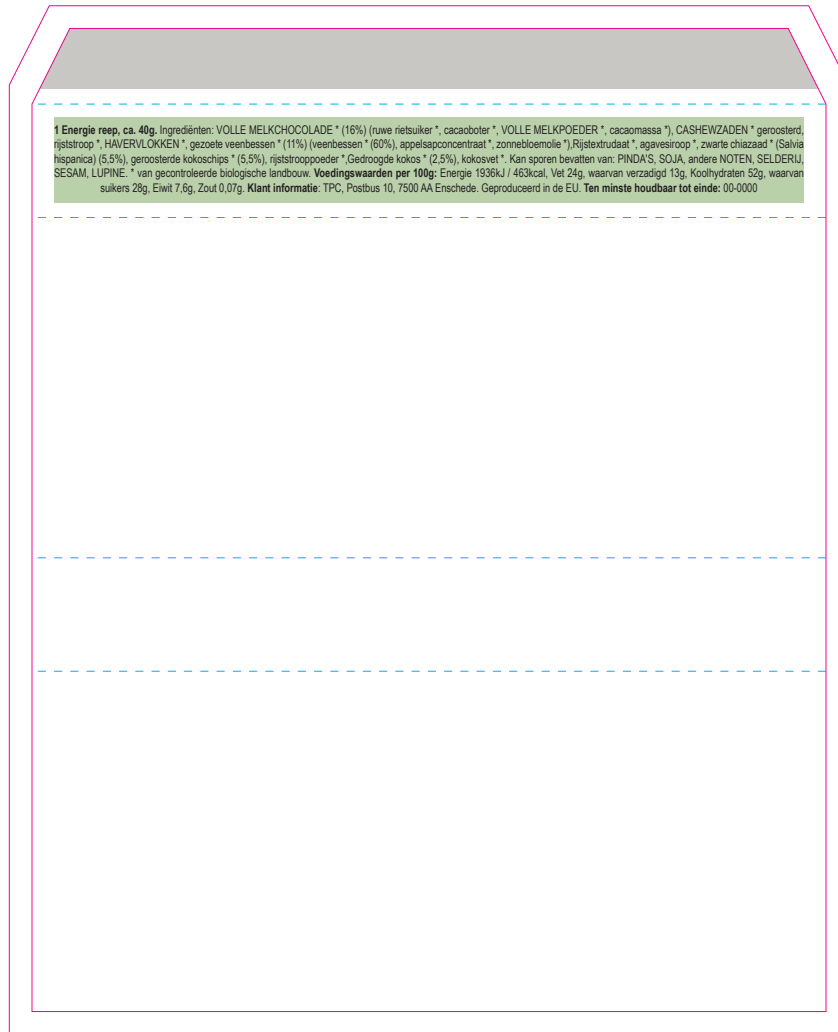 1 Energie reep, ca. 40g. Ingrediënten: VOLLE MELKCHOCOLADE * (16%) (ruwe rietsuiker *, cacaoboter *, VOLLE MELKPOEDER *, cacaomassa *), CASHEWZADEN * geroosterd,
rijststroop *, HAVERVLOKKEN *, gezoete veenbessen * (11%) (veenbessen * (60%), appelsapconcentraat *, zonnebloemolie *),Rijstextrudaat *, agavesiroop *, zwarte chiazaad * (Salvia
hispanica) (5,5%), geroosterde kokoschips * (5,5%), rijststrooppoeder *,Gedroogde kokos * (2,5%), kokosvet *. Kan sporen bevatten van: PINDA'S, SOJA, andere NOTEN, SELDERIJ,
SESAM, LUPINE. * van gecontroleerde biologische landbouw. Voedingswaarden per 100g: Energie 1936kJ / 463kcal, Vet 24g, waarvan verzadigd 13g, Koolhydraten 52g, waarvan
suikers 28g, Eiwit 7,6g, Zout 0,07g. Klant informatie: TPC, Postbus 10, 7500 AA Enschede. Geproduceerd in de EU. Ten minste houdbaar tot einde: 00-0000